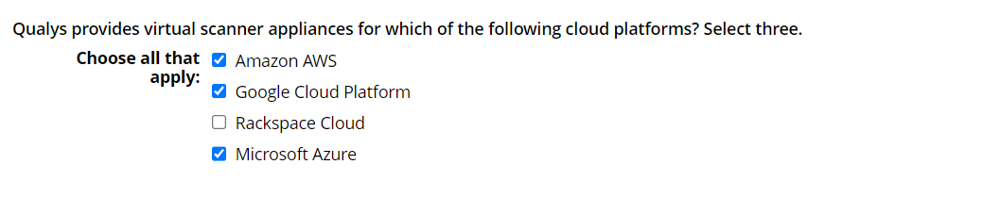 Qualys provides virtual scanner appliances for which of the following cloud platforms? Select three.
Choose all that apply:
Amazon AWS
Google Cloud Platform
Rackspace Cloud
Microsoft Azure